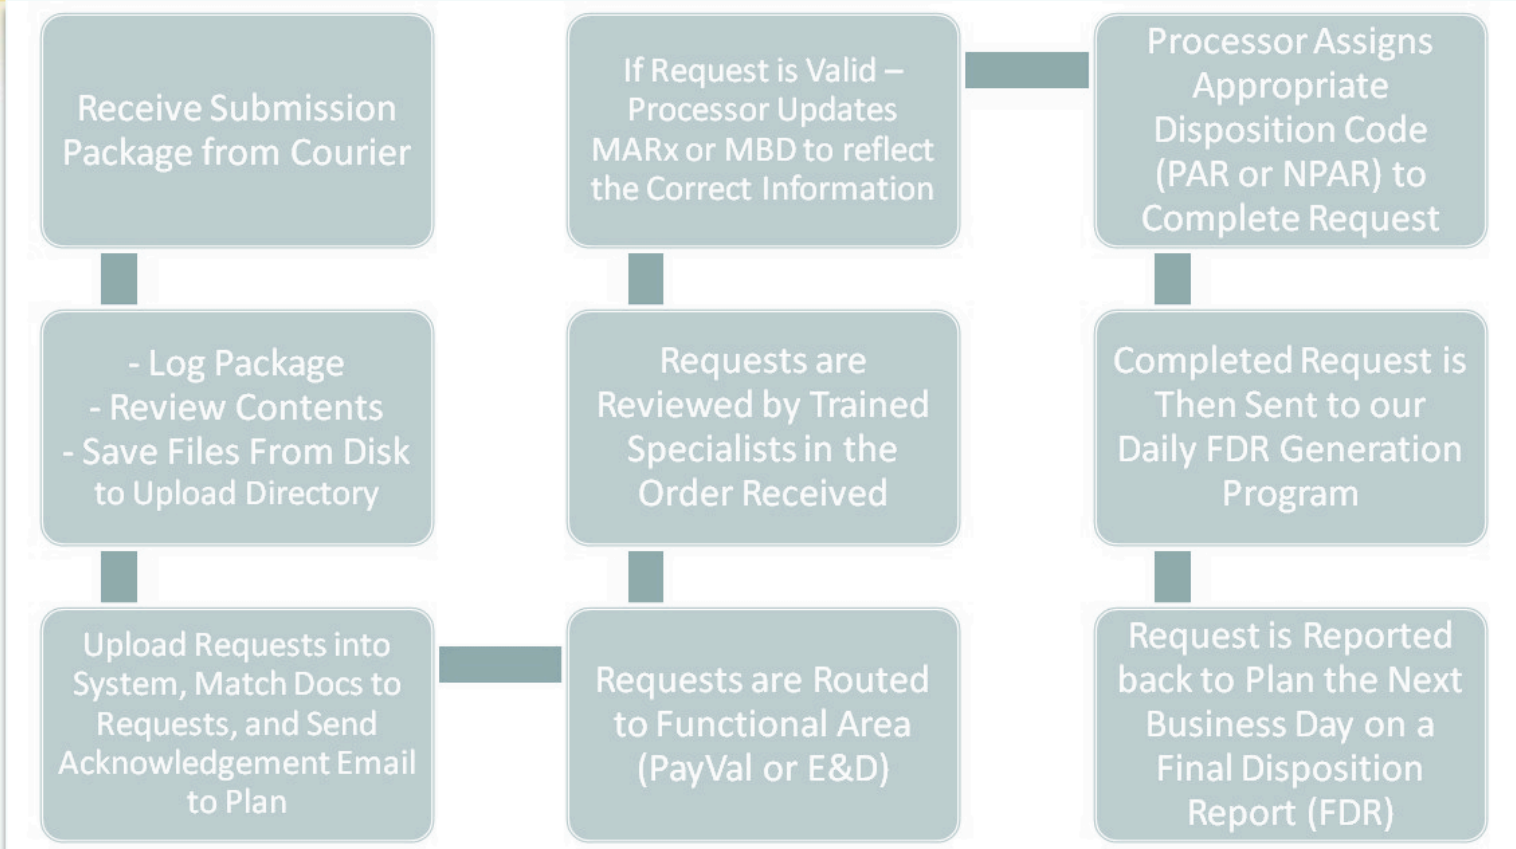 Receive Submission
Package from Courier
- Log Package
- Review Contents
- Save Files From Disk
to Upload Directory
Upload Requests into
System, Match Docs to
Requests, and Send
Acknowledgement Email
to Plan
Requests are Routed
to Functional Area
(PayVal or E&D)
Requests are
Reviewed by Trained
Specialists in the
Order Received
If Request is Valid –
Processor Updates
MARx or MBD to reflect
the Correct Information
Processor Assigns
Appropriate
Disposition Code
(PAR or NPAR) to
Complete Request
Completed Request is
Then Sent to our
Daily FDR Generation
Program
Request is Reported
back to Plan the Next
Business Day on a
Final Disposition
Report (FDR)